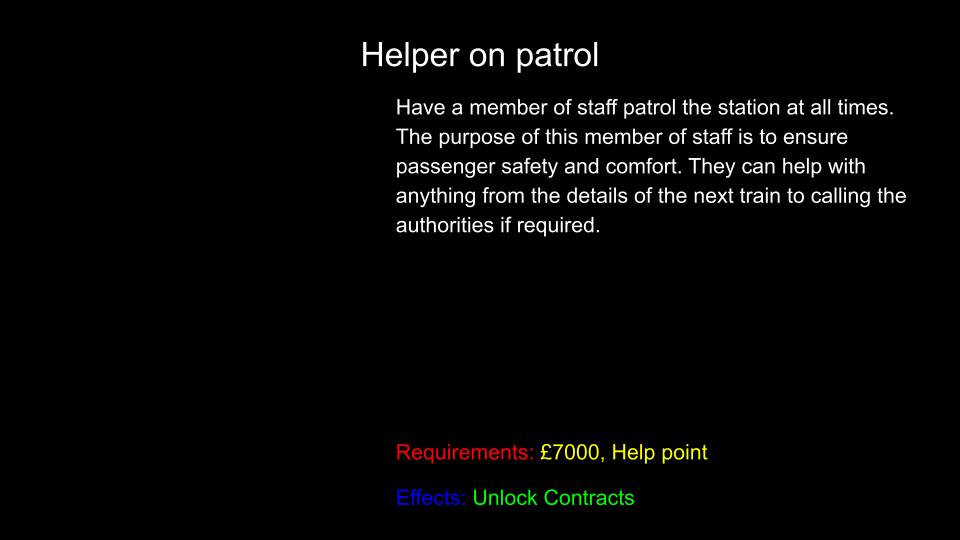 Helper on patrol
Have a member of staff patrol the station at all times.
The purpose of this member of staff is to ensure
passenger safety and comfort. They can help with
anything from the details of the next train to calling the
authorities if required.
Requirements: £7000, Help point
Effects: Unlock Contracts